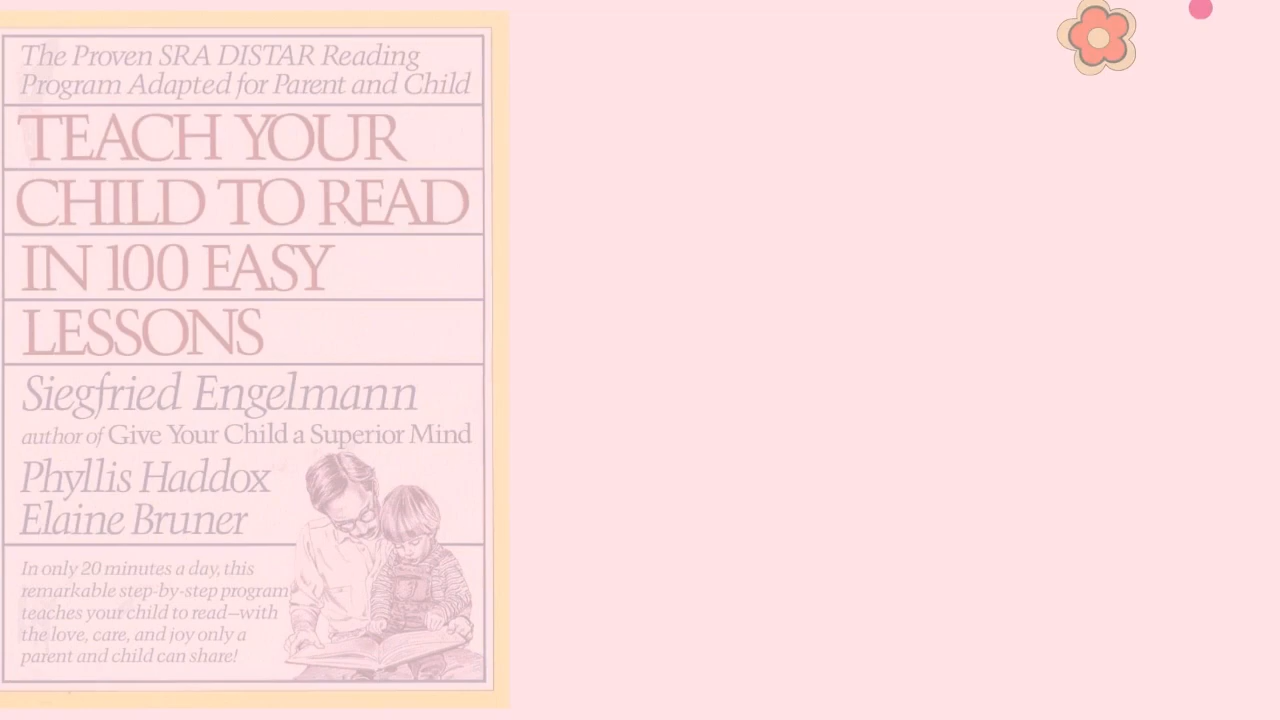 The Proven SRA DISTAR Reading
Program Adapted for Parent and Child
TEACH YOUR
CHILD TO READ
IN 100 EASY
LESSONS
Siegfried Engelmann
author of Give Your Child a Superior Mind
Phyllis Haddox
Elaine Bruner
In only 20 minutes a day, this
remarkable step-by-step program
teaches your child to read—with
the love, care, and joy only a
parent and child can share!